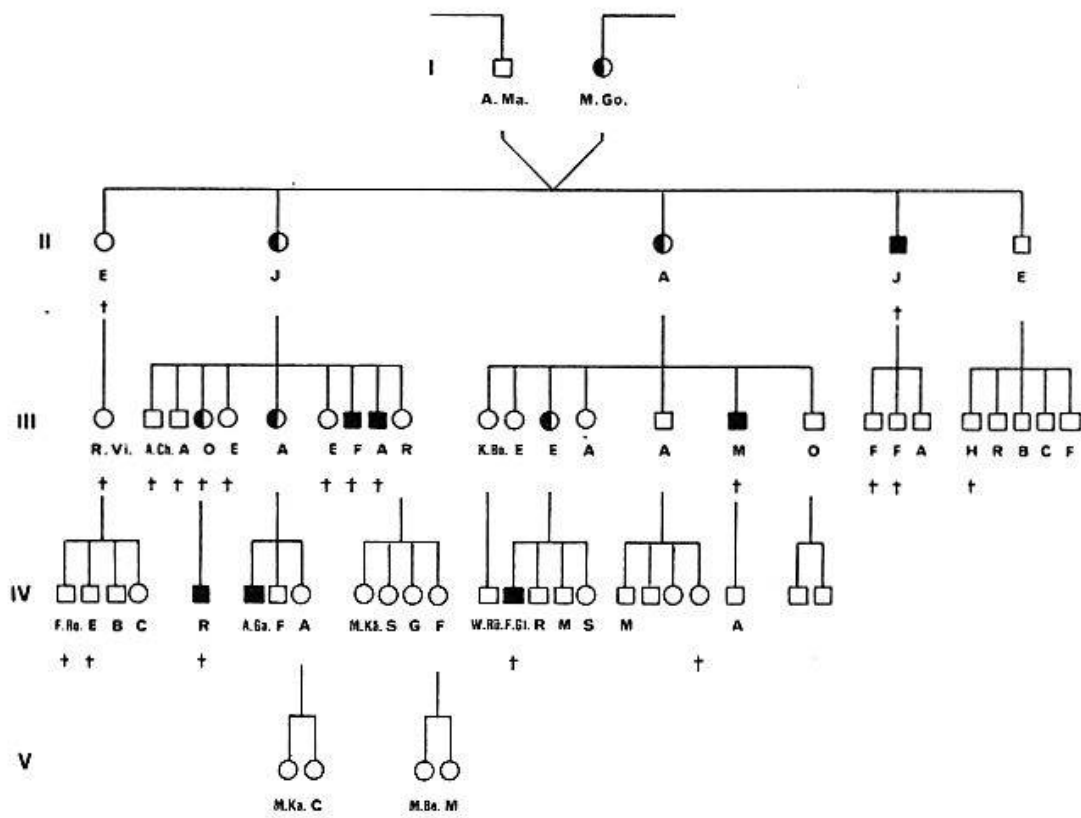 I
A. Ma. M. Go.
II
E J A J E
† †
III
R. Vi. A. Ch. A O E A E F A R K. Bo. E E A A M O F F A H R B C F
† † † † † † † † † † † †
IV
F. Ro. E B C R A. Ga. F A M. Kä. S G F W. Rü. F. Gl. R M S M A
† † † † †
V
M. Ka. C M. Be. M